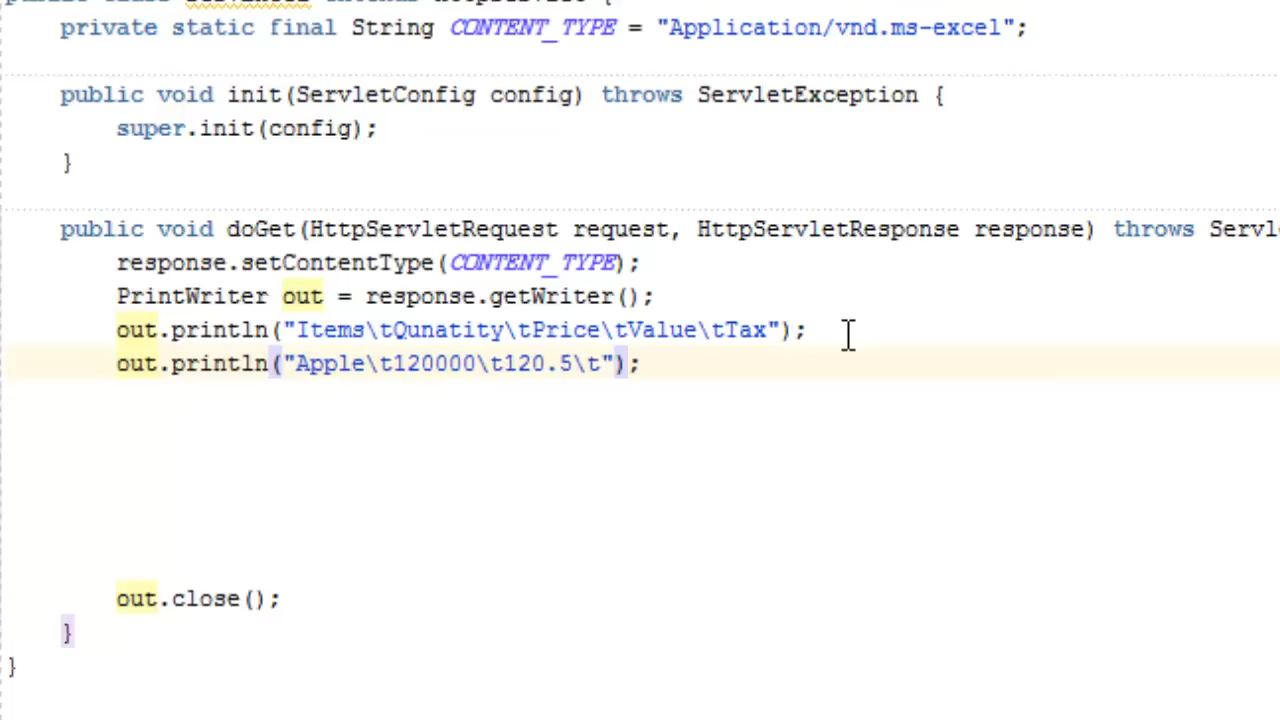 private static final String CONTENT_TYPE = "Application/vnd.ms-excel";
public void init(ServletConfig config) throws ServletException {
super.init(config);
}
public void doGet(HttpServletRequest request, HttpServletResponse response) throws Servl
response.setContentType(CONTENT_TYPE);
PrintWriter out = response.getWriter();
out.println("Items\tQunatity\tPrice\tValue\tTax");
out.println("Apple\t120000\t120.5\t");
out.close();
}
}